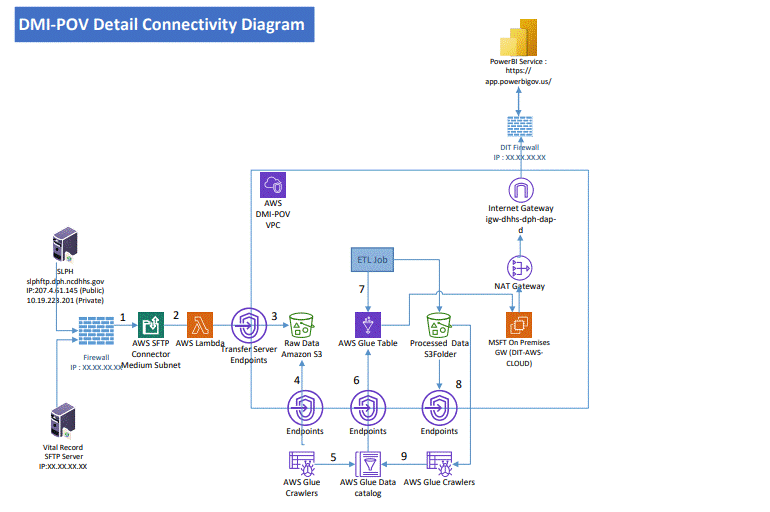 DMI-POV Detail Connectivity Diagram
PowerBI Service :
https://
app.powerbigov.us/
DIT Firewall
IP : XX.XX.XX.XX
AWS
DMI-POV
VPC
Internet Gateway
igw-dhhs-dph-dap-
d
SLPH
slphftp.dph.ncdhhs.gov
IP:207.4.61.145 (Public)
10.19.223.201 (Private)
ETL Job
NAT Gateway
7
1
2
3
Firewall
IP : XX.XX.XX.XX
AWS SFTP
Connector
Medium Subnet
AWS Lambda
Transfer Server
Endpoints
Raw Data
Amazon S3
AWS Glue Table
Processed Data
S3Folder
MSFT On Premises
GW (DIT-AWS-
CLOUD)
4
6
8
Endpoints
Endpoints
Endpoints
Vital Record
SFTP Server
IP:XX.XX.XX.XX
5
9
AWS Glue
Crawlers
AWS Glue Data
catalog
AWS Glue Crawlers